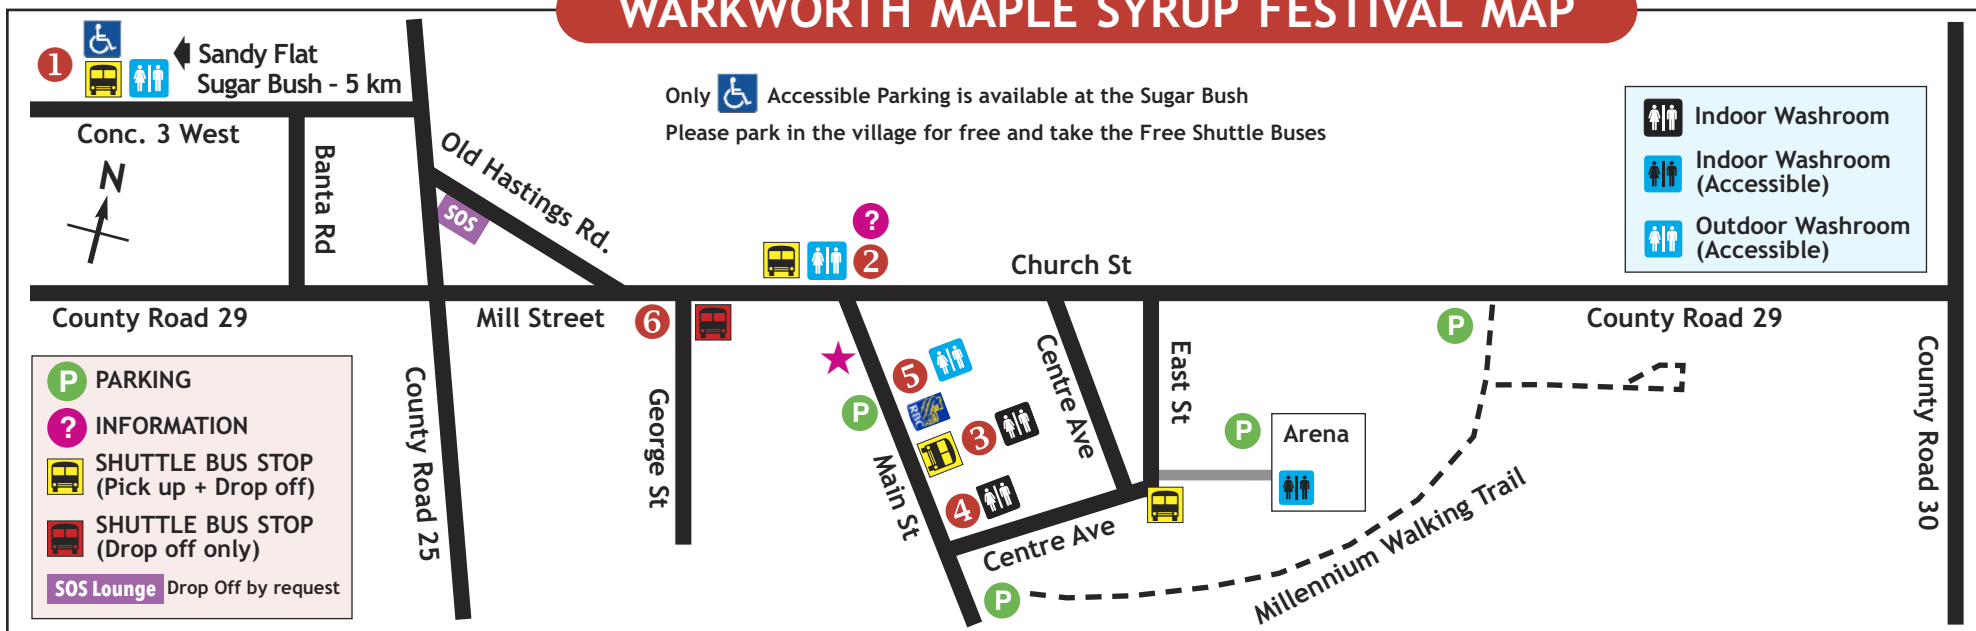 WARKWORTH MAPLE SYRUP FESTIVAL MAP
1
Sandy Flat
Sugar Bush - 5 km
Conc. 3 West
N
Banta Rd
Old Hastings Rd.
SOS
Only Accessible Parking is available at the Sugar Bush
Please park in the village for free and take the Free Shuttle Buses
Indoor Washroom
Indoor Washroom
(Accessible)
Outdoor Washroom
(Accessible)
?
2
Church St
County Road 29
Mill Street
6
P
County Road 29
P PARKING
? INFORMATION
SHUTTLE BUS STOP
(Pick up + Drop off)
SHUTTLE BUS STOP
(Drop off only)
SOS Lounge Drop Off by request
County Road 25
George St
5
P
RBC
3
4
Main St
Centre Ave
East St
P
Arena
Centre Ave
P
Millennium Walking Trail
County Road 30